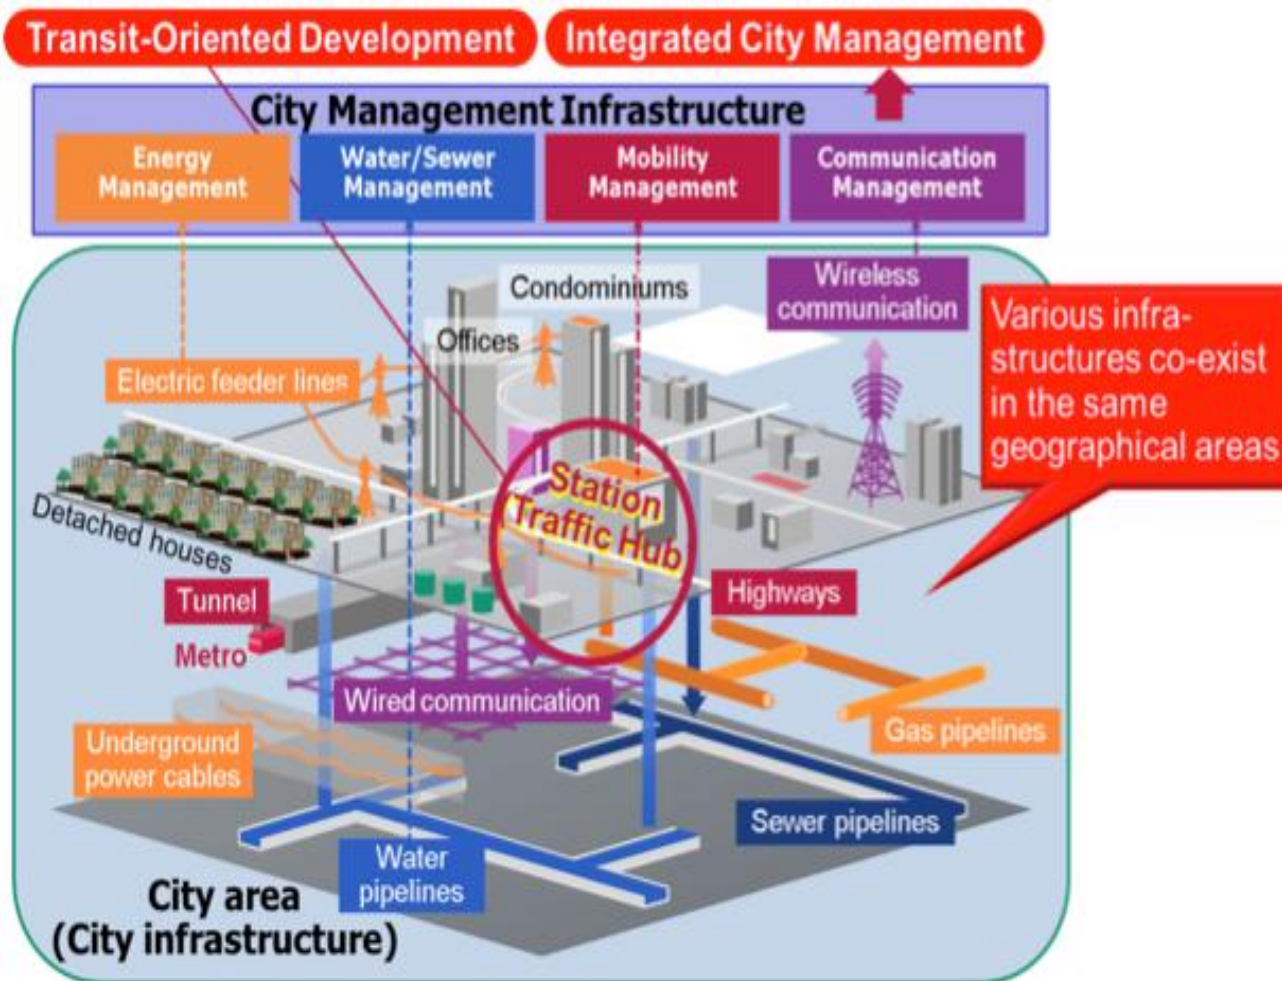 Transit-Oriented Development
Integrated City Management
City Management Infrastructure
Energy
Management
Water/Sewer
Management
Mobility
Management
Communication
Management
Wireless
communication
Condominiums
Offices
Various infra-
structures co-exist
in the same
geographical areas
Electric feeder lines
Station
Traffic Hub
Detached houses
Tunnel
Highways
Metro
Wired communication
Gas pipelines
Underground
power cables
Sewer pipelines
Water
pipelines
City area
(City infrastructure)